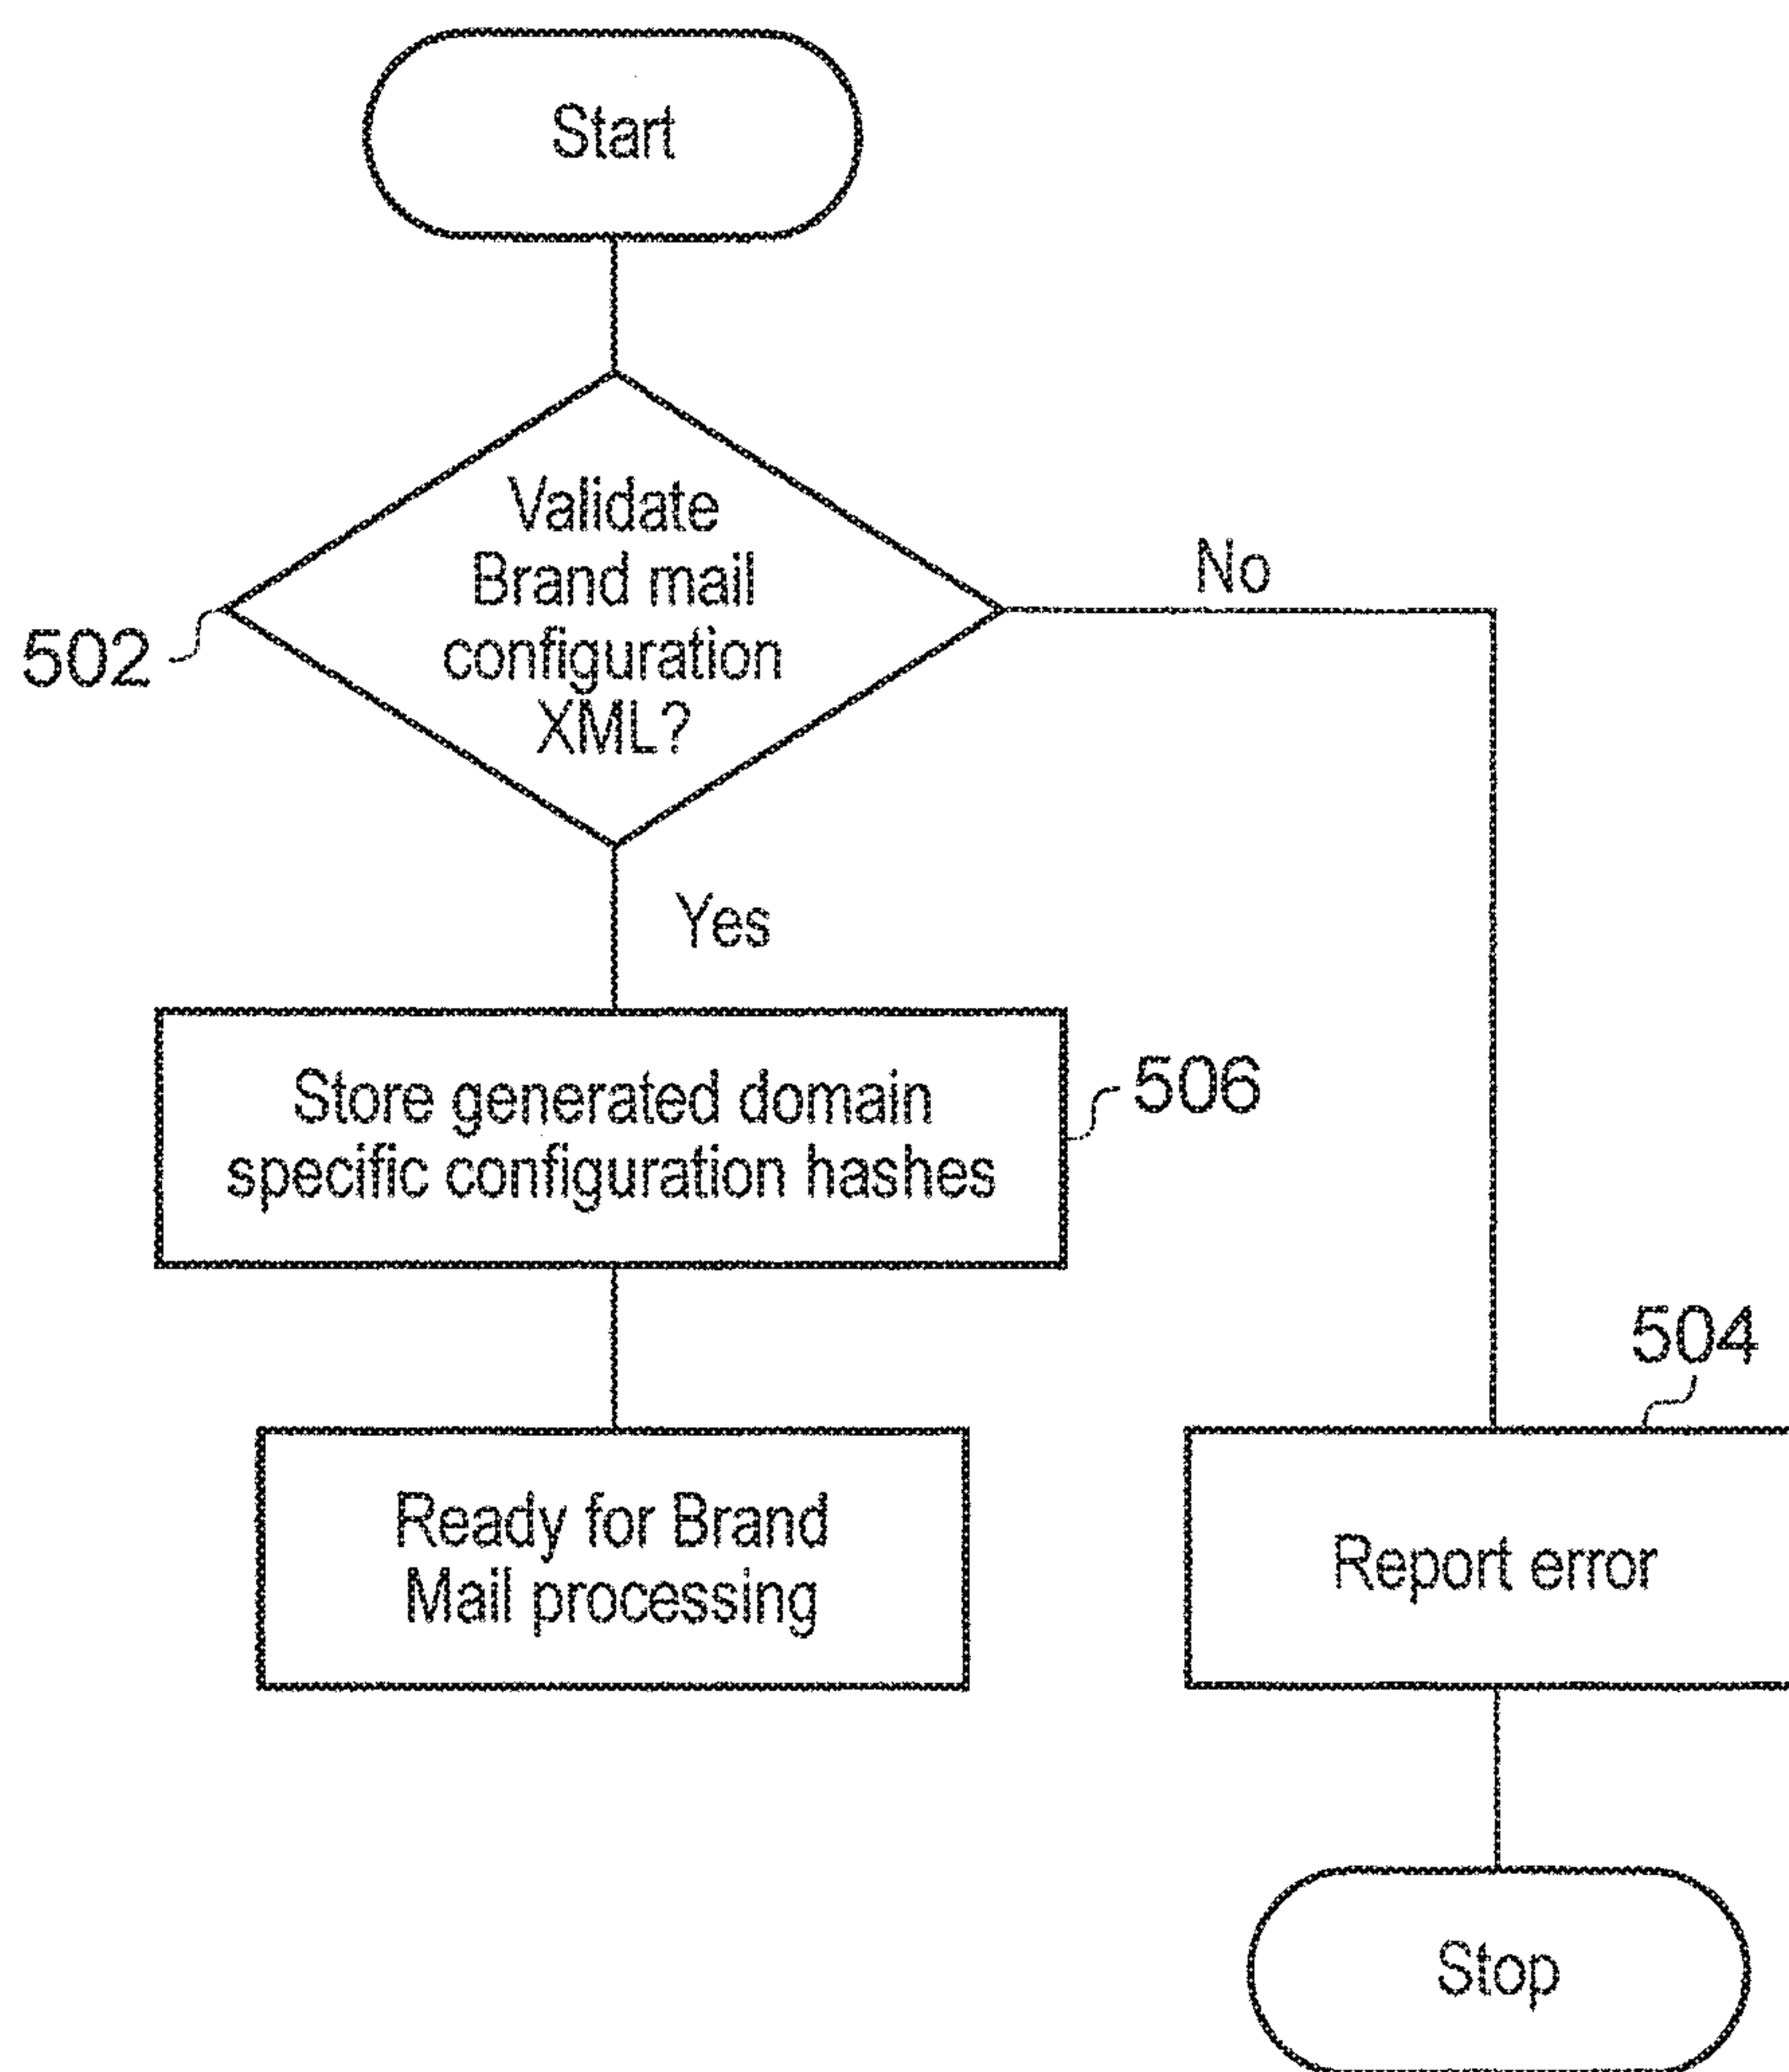 Start
Validate
Brand mail
configuration
XML?
No
502
Yes
Store generated domain
specific configuration hashes
506
504
Ready for Brand
Mail processing
Report error
Stop